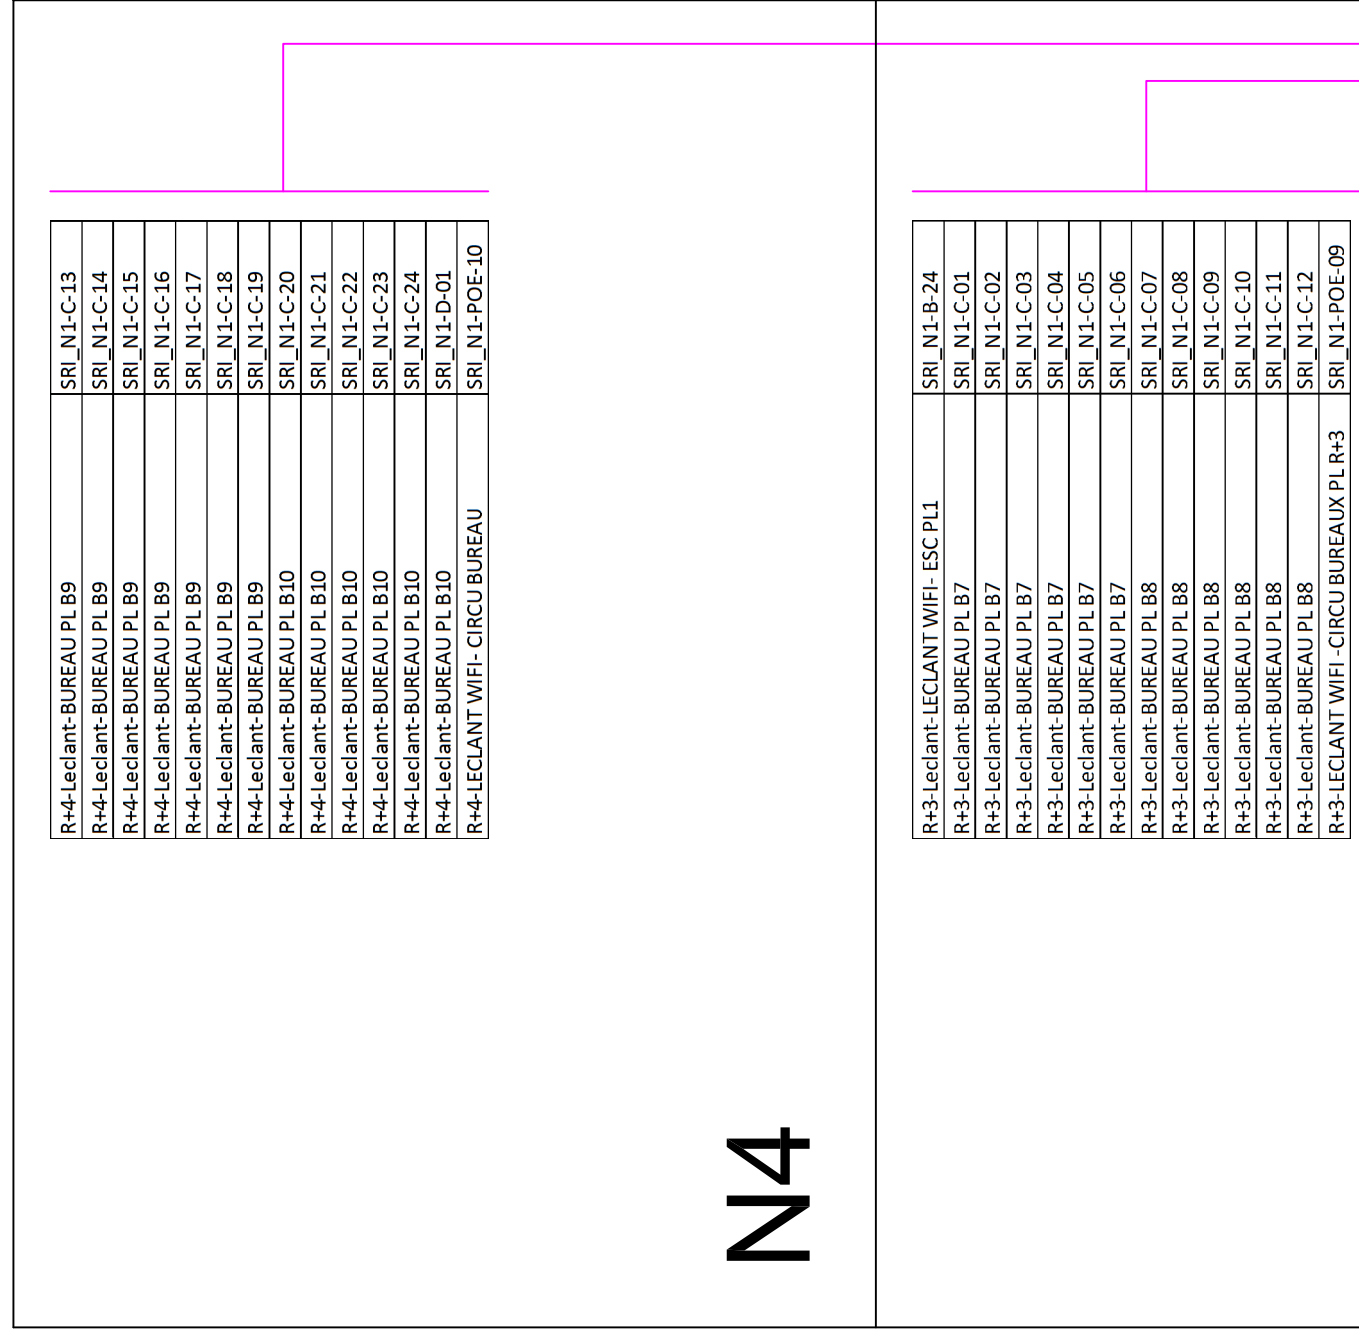 R+4-Leclant-BUREAU PL B9 SRI_N1-C-13
R+4-Leclant-BUREAU PL B9 SRI_N1-C-14
R+4-Leclant-BUREAU PL B9 SRI_N1-C-15
R+4-Leclant-BUREAU PL B9 SRI_N1-C-16
R+4-Leclant-BUREAU PL B9 SRI_N1-C-17
R+4-Leclant-BUREAU PL B9 SRI_N1-C-18
R+4-Leclant-BUREAU PL B9 SRI_N1-C-19
R+4-Leclant-BUREAU PL B10 SRI_N1-C-20
R+4-Leclant-BUREAU PL B10 SRI_N1-C-21
R+4-Leclant-BUREAU PL B10 SRI_N1-C-22
R+4-Leclant-BUREAU PL B10 SRI_N1-C-23
R+4-Leclant-BUREAU PL B10 SRI_N1-C-24
R+4-Leclant-BUREAU PL B10 SRI_N1-D-01
R+4-LECLANT WIFI- CIRCU BUREAU SRI_N1-POE-10
N4
R+3-Leclant-LECLANT WIFI- ESC PL1 SRI_N1-B-24
R+3-Leclant-BUREAU PL B7 SRI_N1-C-01
R+3-Leclant-BUREAU PL B7 SRI_N1-C-02
R+3-Leclant-BUREAU PL B7 SRI_N1-C-03
R+3-Leclant-BUREAU PL B7 SRI_N1-C-04
R+3-Leclant-BUREAU PL B7 SRI_N1-C-05
R+3-Leclant-BUREAU PL B7 SRI_N1-C-06
R+3-Leclant-BUREAU PL B8 SRI_N1-C-07
R+3-Leclant-BUREAU PL B8 SRI_N1-C-08
R+3-Leclant-BUREAU PL B8 SRI_N1-C-09
R+3-Leclant-BUREAU PL B8 SRI_N1-C-10
R+3-Leclant-BUREAU PL B8 SRI_N1-C-11
R+3-Leclant-BUREAU PL B8 SRI_N1-C-12
R+3-LECLANT WIFI -CIRCU BUREAUX PL R+3 SRI_N1-POE-09